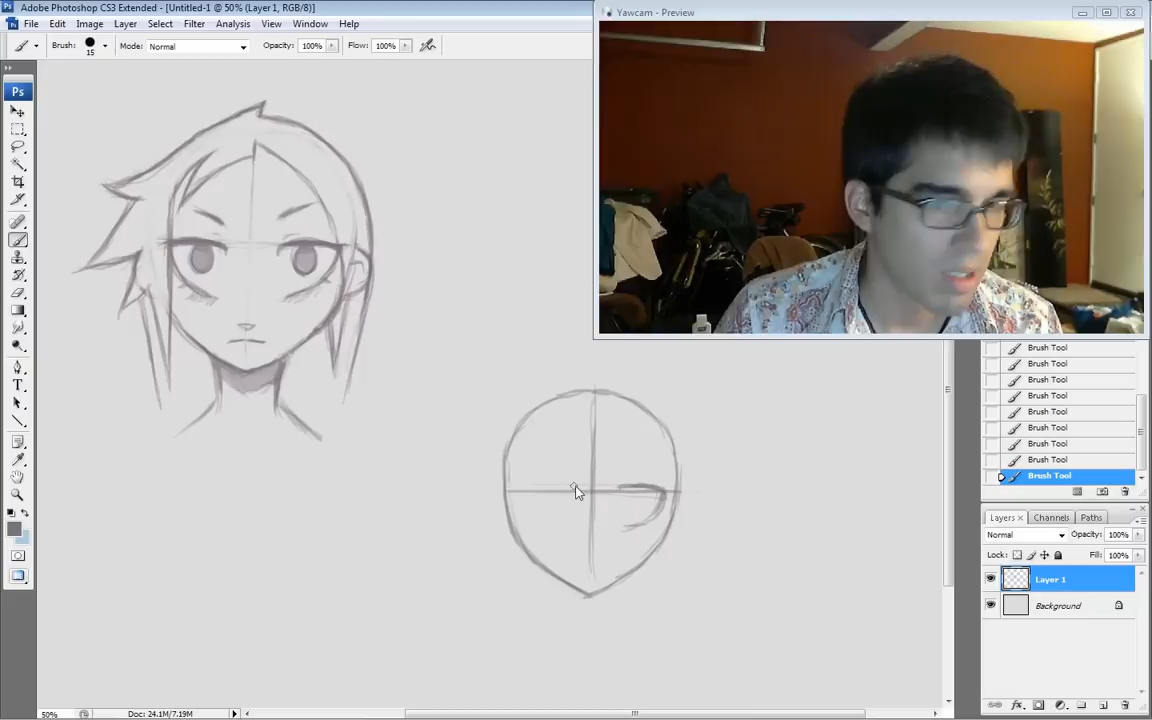 Adobe Photoshop CS3 Extended - [Untitled-1 @ 50% (Layer 1, RGB/8)]
Yawcam - Preview
File Edit Image Layer Select Filter Analysis View Window Help
Brush: 15 Mode: Normal Opacity: 100% Flow: 100%
Ps
T
Brush Tool
Brush Tool
Brush Tool
Brush Tool
Brush Tool
Brush Tool
Brush Tool
Brush Tool
Brush Tool
Layers x Channels Paths
Normal Opacity: 100%
Lock: Fill: 100%
Layer 1
Background
fx
50% Doc: 24.1M/7.19M